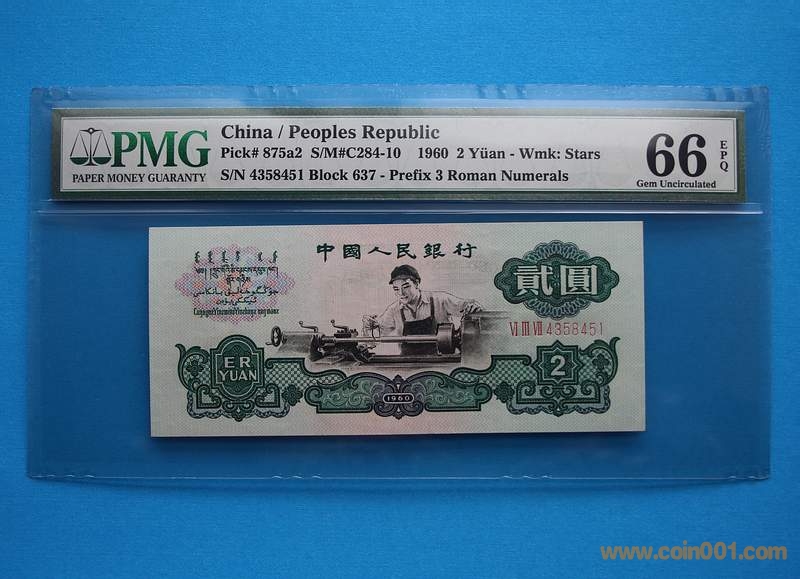 PMG
PAPER MONEY GUARANTY
China / Peoples Republic
Pick# 875a2 S/M#C284-10 1960 2 Yüan - Wmk: Stars
S/N 4358451 Block 637 - Prefix 3 Roman Numerals
66 EPQ
Gem Uncirculated
中國人民銀行
貳圓
VI III VII 4358451
ER
YUAN
2
1960
www.coin001.com